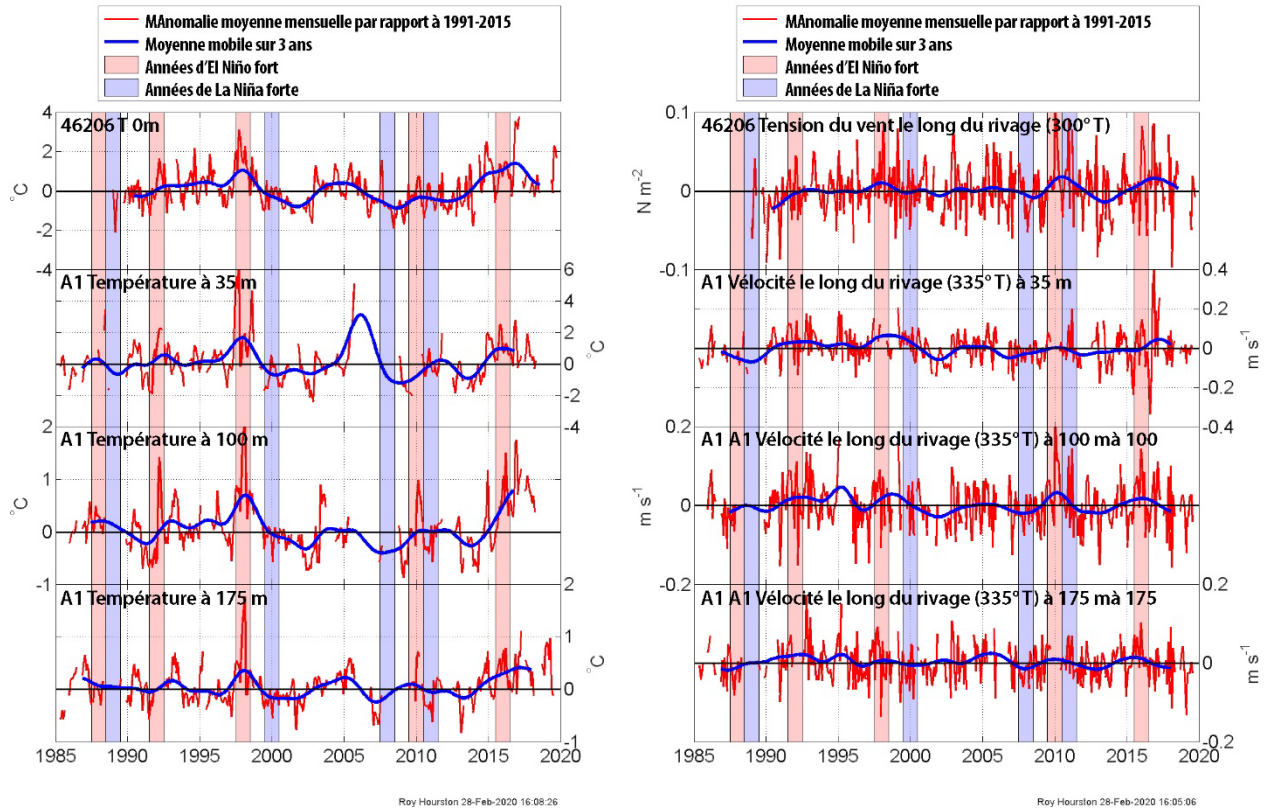 MAnomalie moyenne mensuelle par rapport à 1991-2015
Moyenne mobile sur 3 ans
Années d'El Niño fort
Années de La Niña forte
46206 T 0m
4
2
0
-2
-4
°C
A1 Température à 35 m
6
4
2
0
-2
-4
°C
A1 Température à 100 m
2
1
0
-1
°C
A1 Température à 175 m
2
1
0
-1
°C
1985 1990 1995 2000 2005 2010 2015 2020
Roy Hourston 28-Feb-2020 16:08:26
MAnomalie moyenne mensuelle par rapport à 1991-2015
Moyenne mobile sur 3 ans
Années d'El Niño fort
Années de La Niña forte
46206 Tension du vent le long du rivage (300° T)
0.1
0
-0.1
N m-2
A1 Vélocité le long du rivage (335° T) à 35 m
0.4
0.2
0
-0.2
-0.4
m s-1
A1 A1 Vélocité le long du rivage (335° T) à 100 mà 100
0.2
0
-0.2
m s-1
A1 A1 Vélocité le long du rivage (335° T) à 175 mà 175
0.2
0
-0.2
m s-1
1985 1990 1995 2000 2005 2010 2015 2020
Roy Hourston 28-Feb-2020 16:05:06